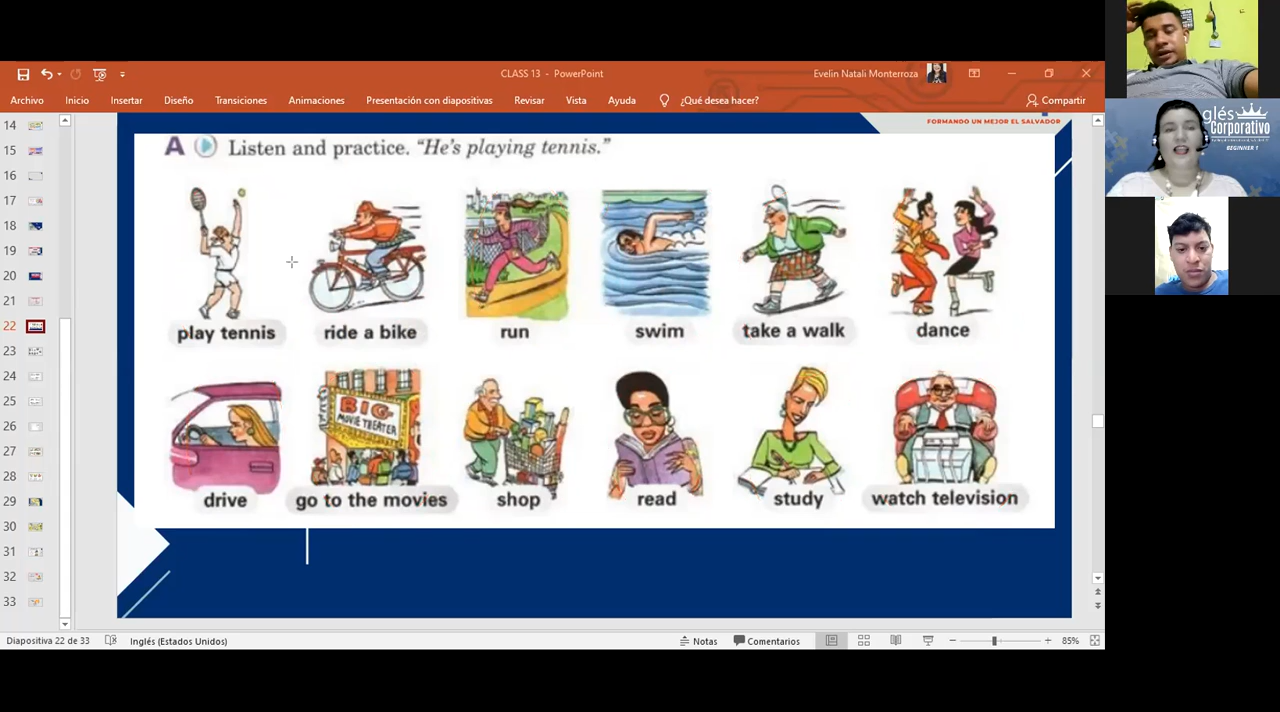 CLASS 13 - PowerPoint
Evelin Natali Monterroza
Archivo Inicio Insertar Diseño Transiciones Animaciones Presentación con diapositivas Revisar Vista Ayuda ¿Qué desea hacer? Compartir
FORMANDO UN MEJOR EL SALVADOR
A Listen and practice. "He's playing tennis."
play tennis ride a bike run swim take a walk dance
BIG
MOVIE THEATER
drive go to the movies shop read study watch television
14
15
16
17
18
19
20
21
22
23
24
25
26
27
28
29
30
31
32
33
Diapositiva 22 de 33 Inglés (Estados Unidos) Notas Comentarios 85%
glés
Corporativo
BEGINNER 1